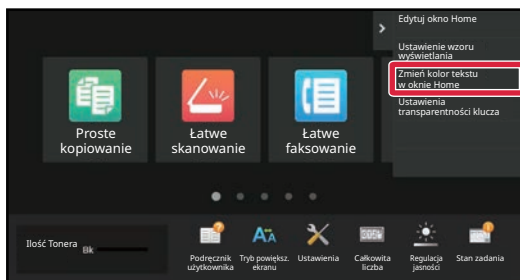 Edytuj okno Home
Ustawienie wzoru
wyświetlania
Zmień kolor tekstu
w oknie Home
Ustawienia
transparentności klucza
Proste
kopiowanie
Łatwe
skanowanie
Łatwe
faksowanie
Ilość Tonera
Bk
Podręcznik
użytkownika
Tryb powiększ.
ekranu
Ustawienia
Całkowita
liczba
Regulacja
jasności
Stan zadania